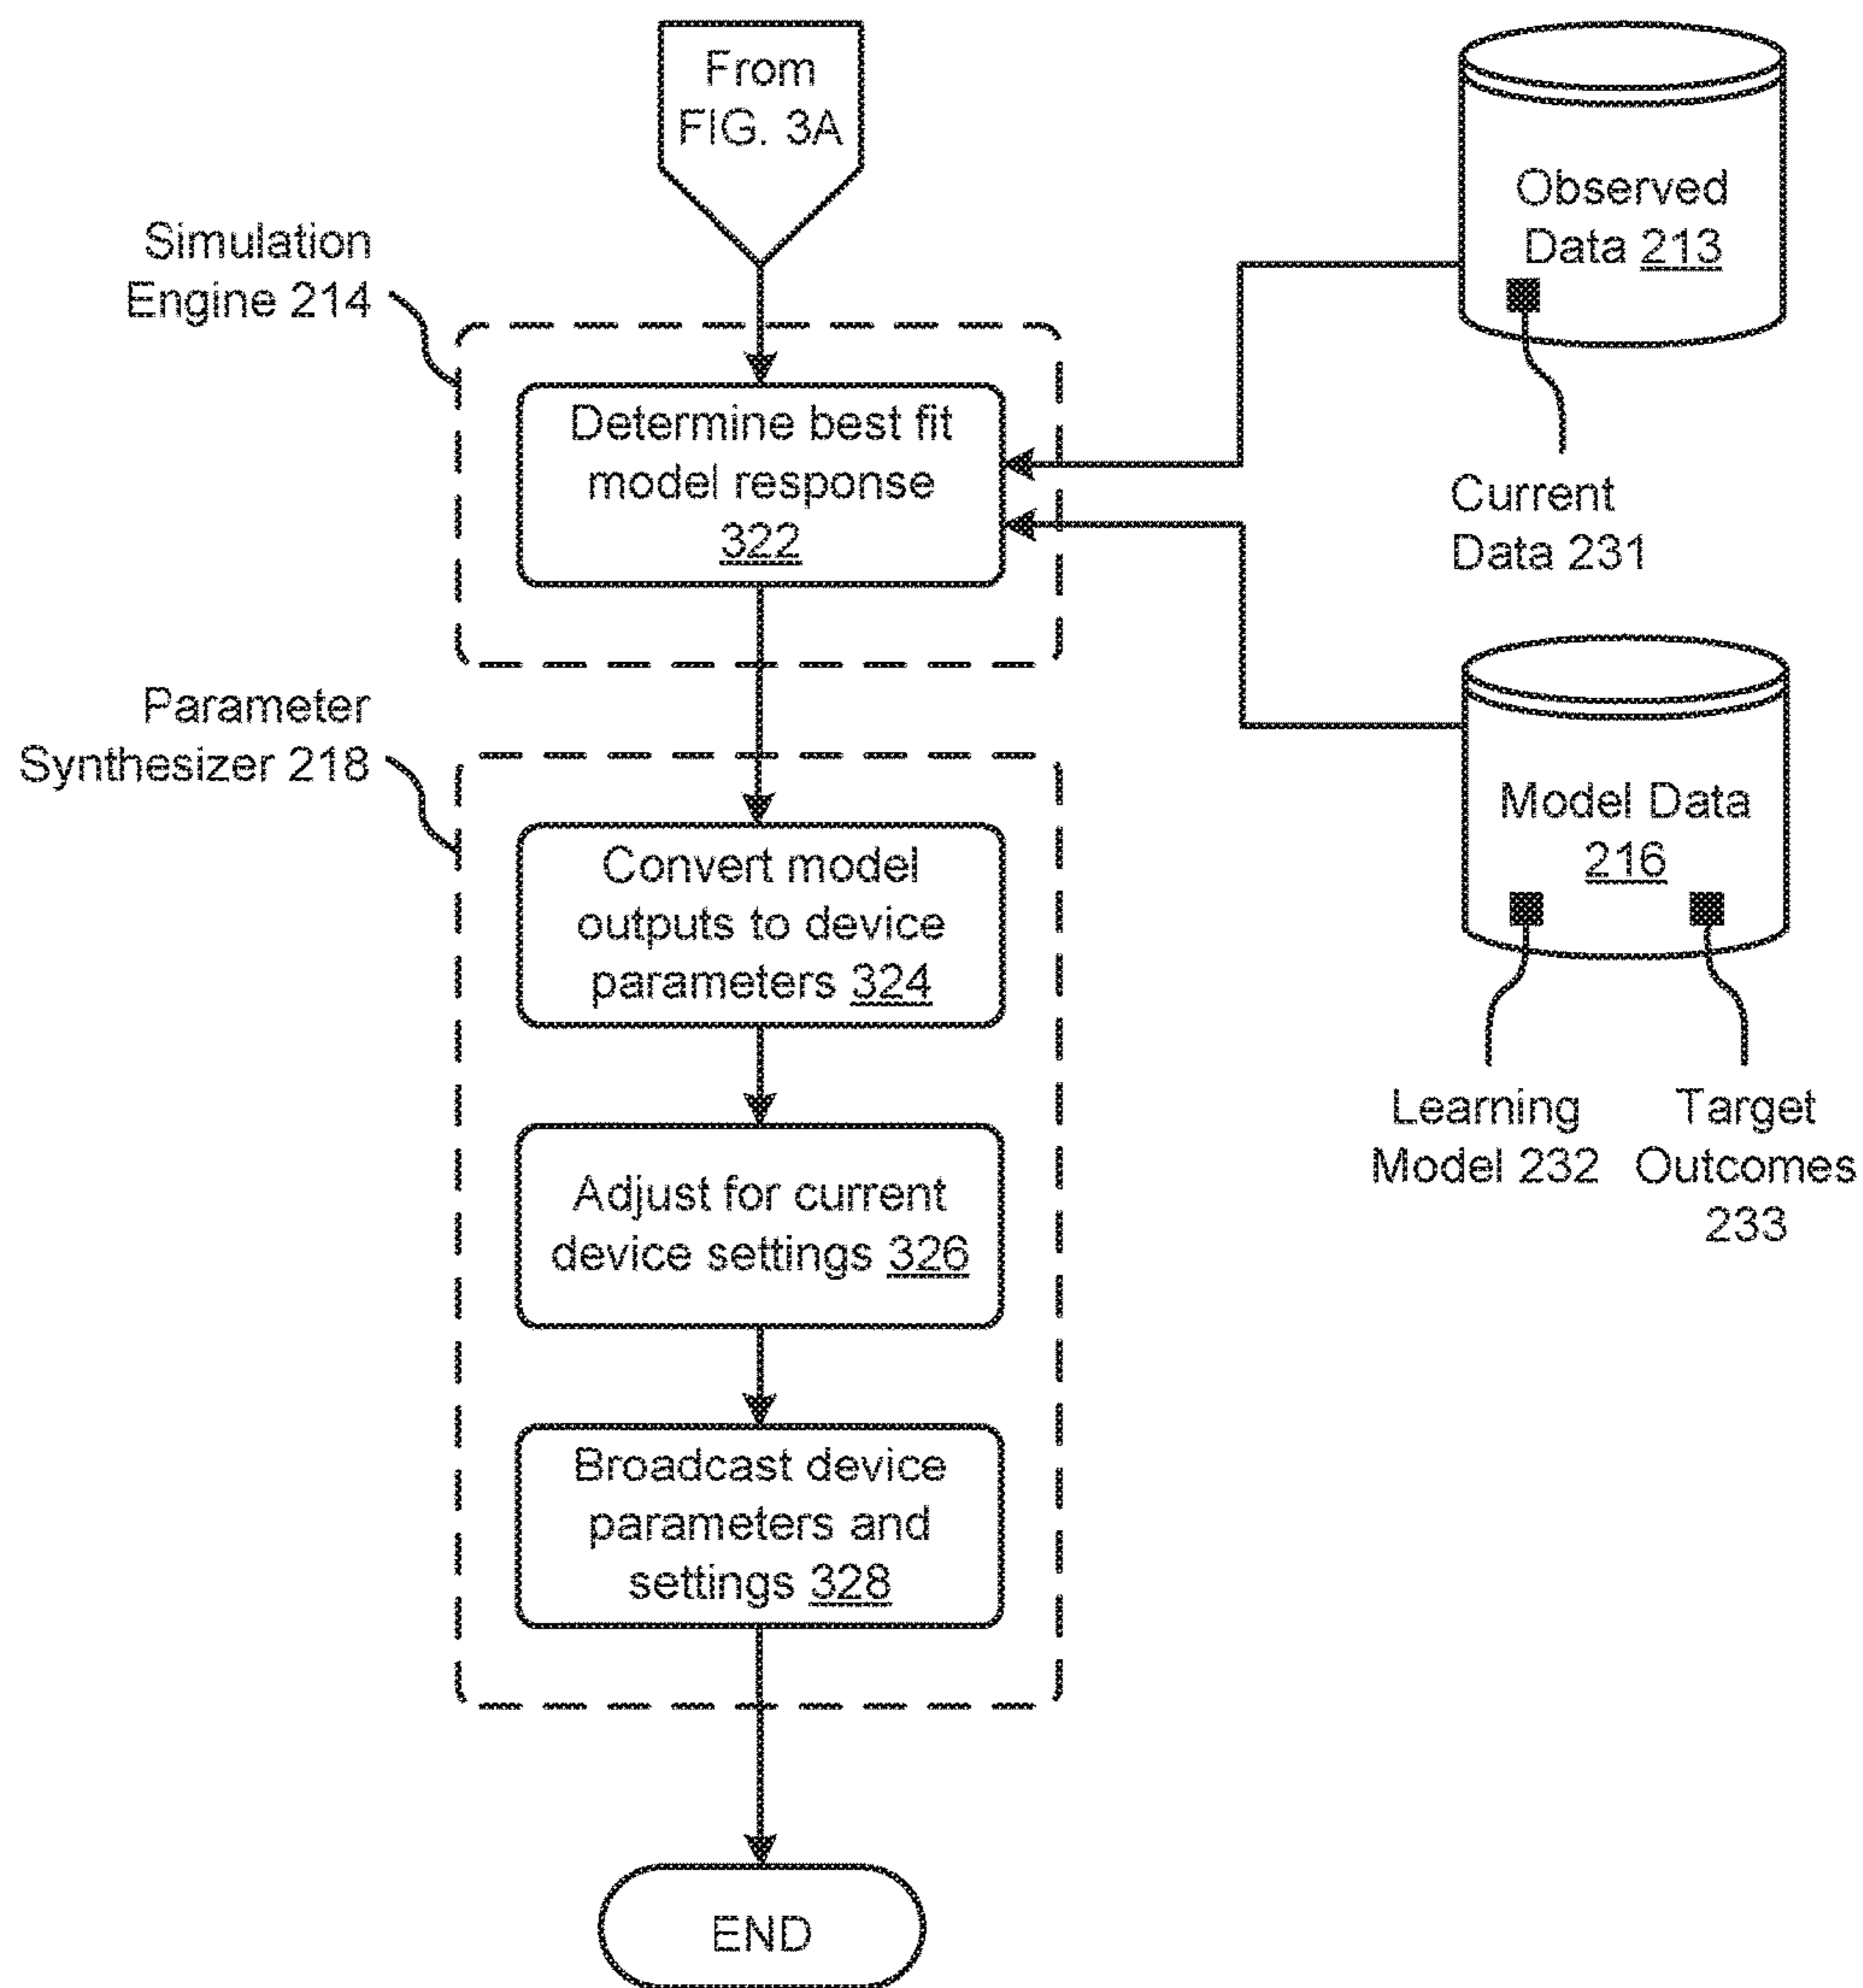 From
FIG. 3A
Simulation
Engine 214
Determine best fit
model response
322
Observed
Data 213
Current
Data 231
Parameter
Synthesizer 218
Model Data
216
Learning
Model 232
Target
Outcomes
233
Convert model
outputs to device
parameters 324
Adjust for current
device settings 326
Broadcast device
parameters and
settings 328
END